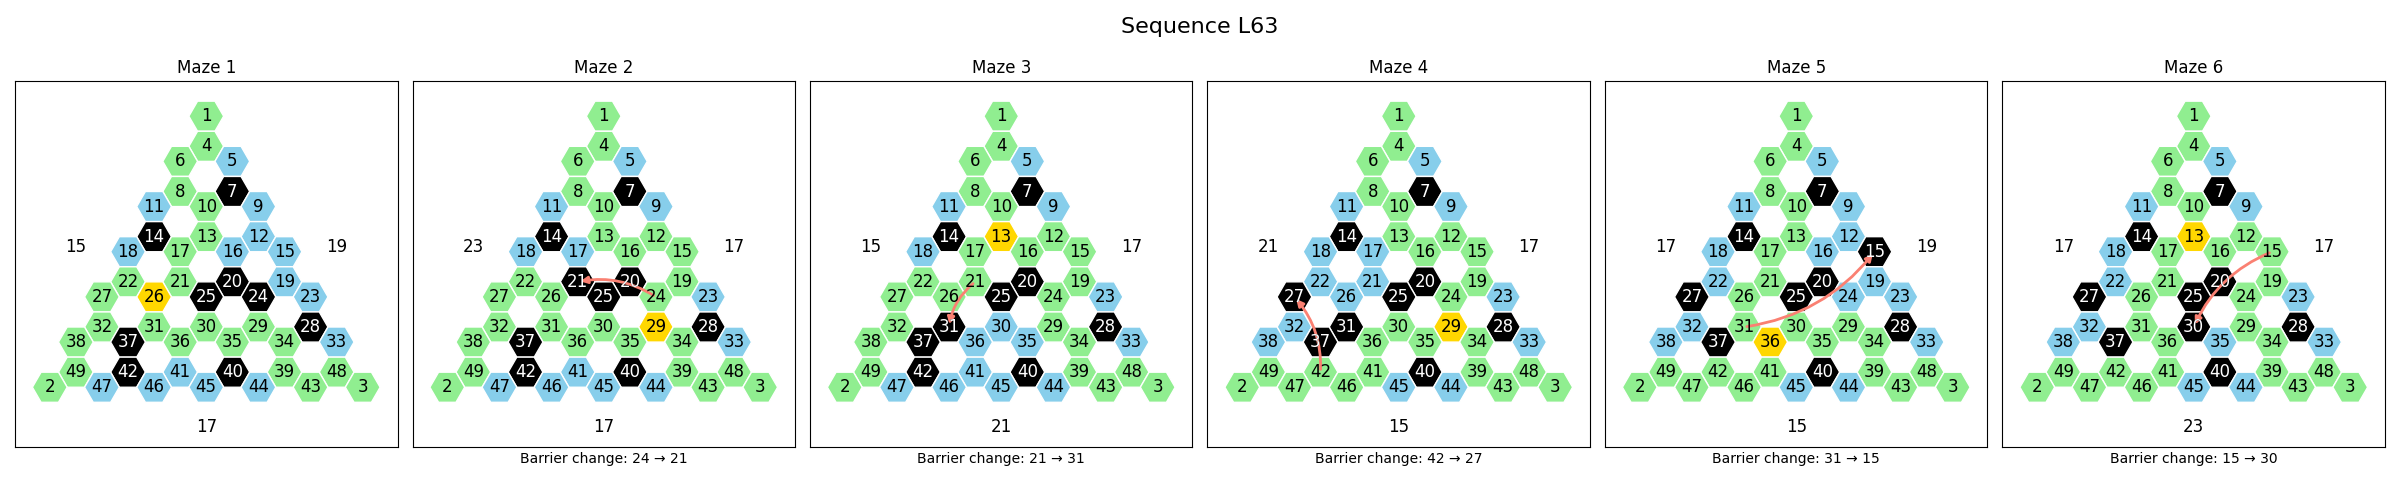 Sequence L63
Maze 1 Maze 2 Maze 3 Maze 4 Maze 5 Maze 6
1 1 1 1 1 1
4 4 4 4 4 4
6 5 6 5 6 5 6 5 6 5 6 5
8 7 8 7 8 7 8 7 8 7 8 7
11 10 9 11 10 9 11 10 9 11 10 9 11 10 9 11 10 9
14 13 12 14 13 12 14 13 12 14 13 12 14 13 12 14 13 12
15 18 17 16 15 19 23 18 17 16 15 17 15 18 17 16 15 17 21 18 17 16 15 17 17 18 17 16 15 19 17 18 17 16 15 17
22 21 20 19 22 21 20 19 22 21 20 19 22 21 20 19 22 21 20 19 22 21 20 19
27 26 25 24 23 27 26 25 24 23 27 26 25 24 23 27 26 25 24 23 27 26 25 24 23 27 26 25 24 23
32 31 30 29 28 32 31 30 29 28 32 31 30 29 28 32 31 30 29 28 32 31 30 29 28 32 31 30 29 28
38 37 36 35 34 33 38 37 36 35 34 33 38 37 36 35 34 33 38 37 36 35 34 33 38 37 36 35 34 33 38 37 36 35 34 33
49 42 41 40 39 48 49 42 41 40 39 48 49 42 41 40 39 48 49 42 41 40 39 48 49 42 41 40 39 48 49 42 41 40 39 48
2 47 46 45 44 43 3 2 47 46 45 44 43 3 2 47 46 45 44 43 3 2 47 46 45 44 43 3 2 47 46 45 44 43 3 2 47 46 45 44 43 3
17 17 21 15 15 23
Barrier change: 24 → 21 Barrier change: 21 → 31 Barrier change: 42 → 27 Barrier change: 31 → 15 Barrier change: 15 → 30